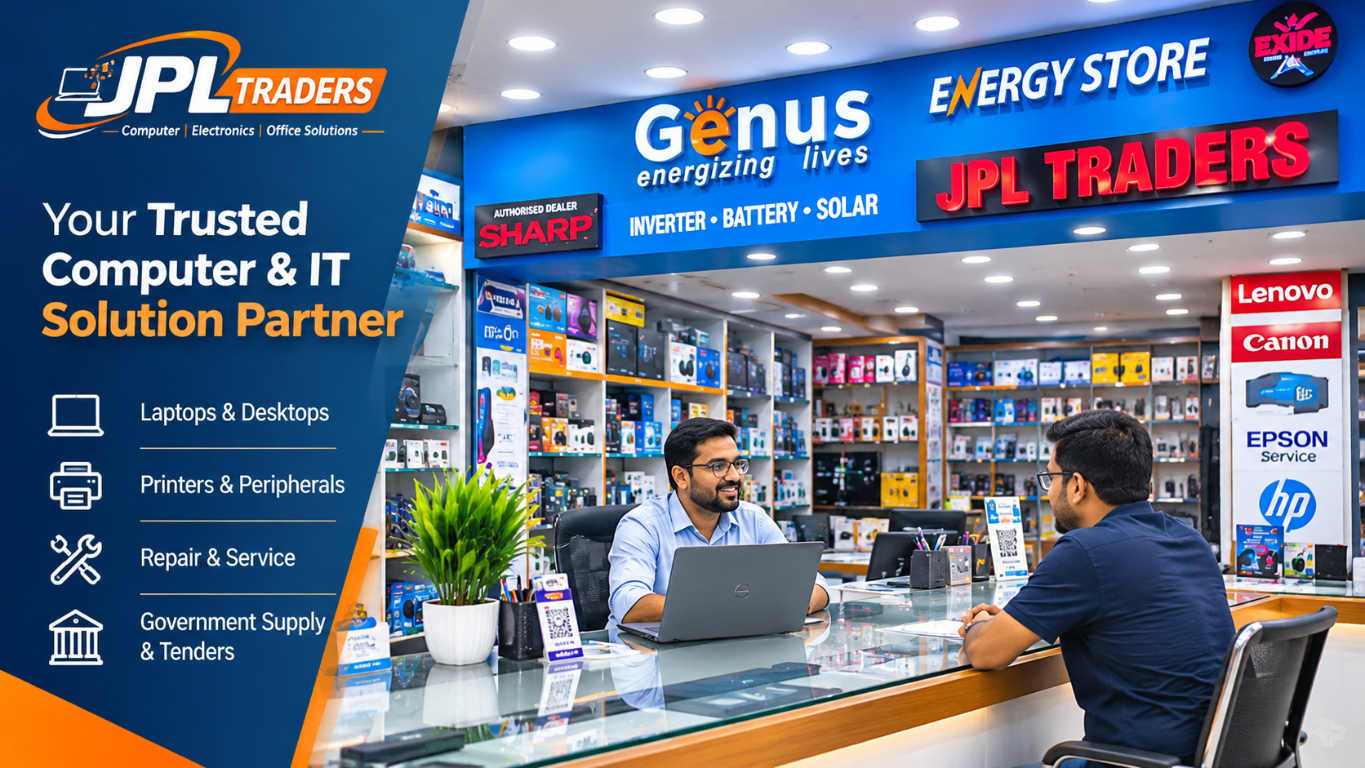 JPL TRADERS
Computer | Electronics | Office Solutions
Your Trusted
Computer & IT
Solution Partner
Laptops & Desktops
Printers & Peripherals
Repair & Service
Government Supply
& Tenders
AUTHORISED DEALER
SHARP
Genus
energizing lives
INVERTER • BATTERY • SOLAR
ENERGY STORE
EXIDE
JPL TRADERS
Lenovo
Canon
EPSON
Service
hp
DELL